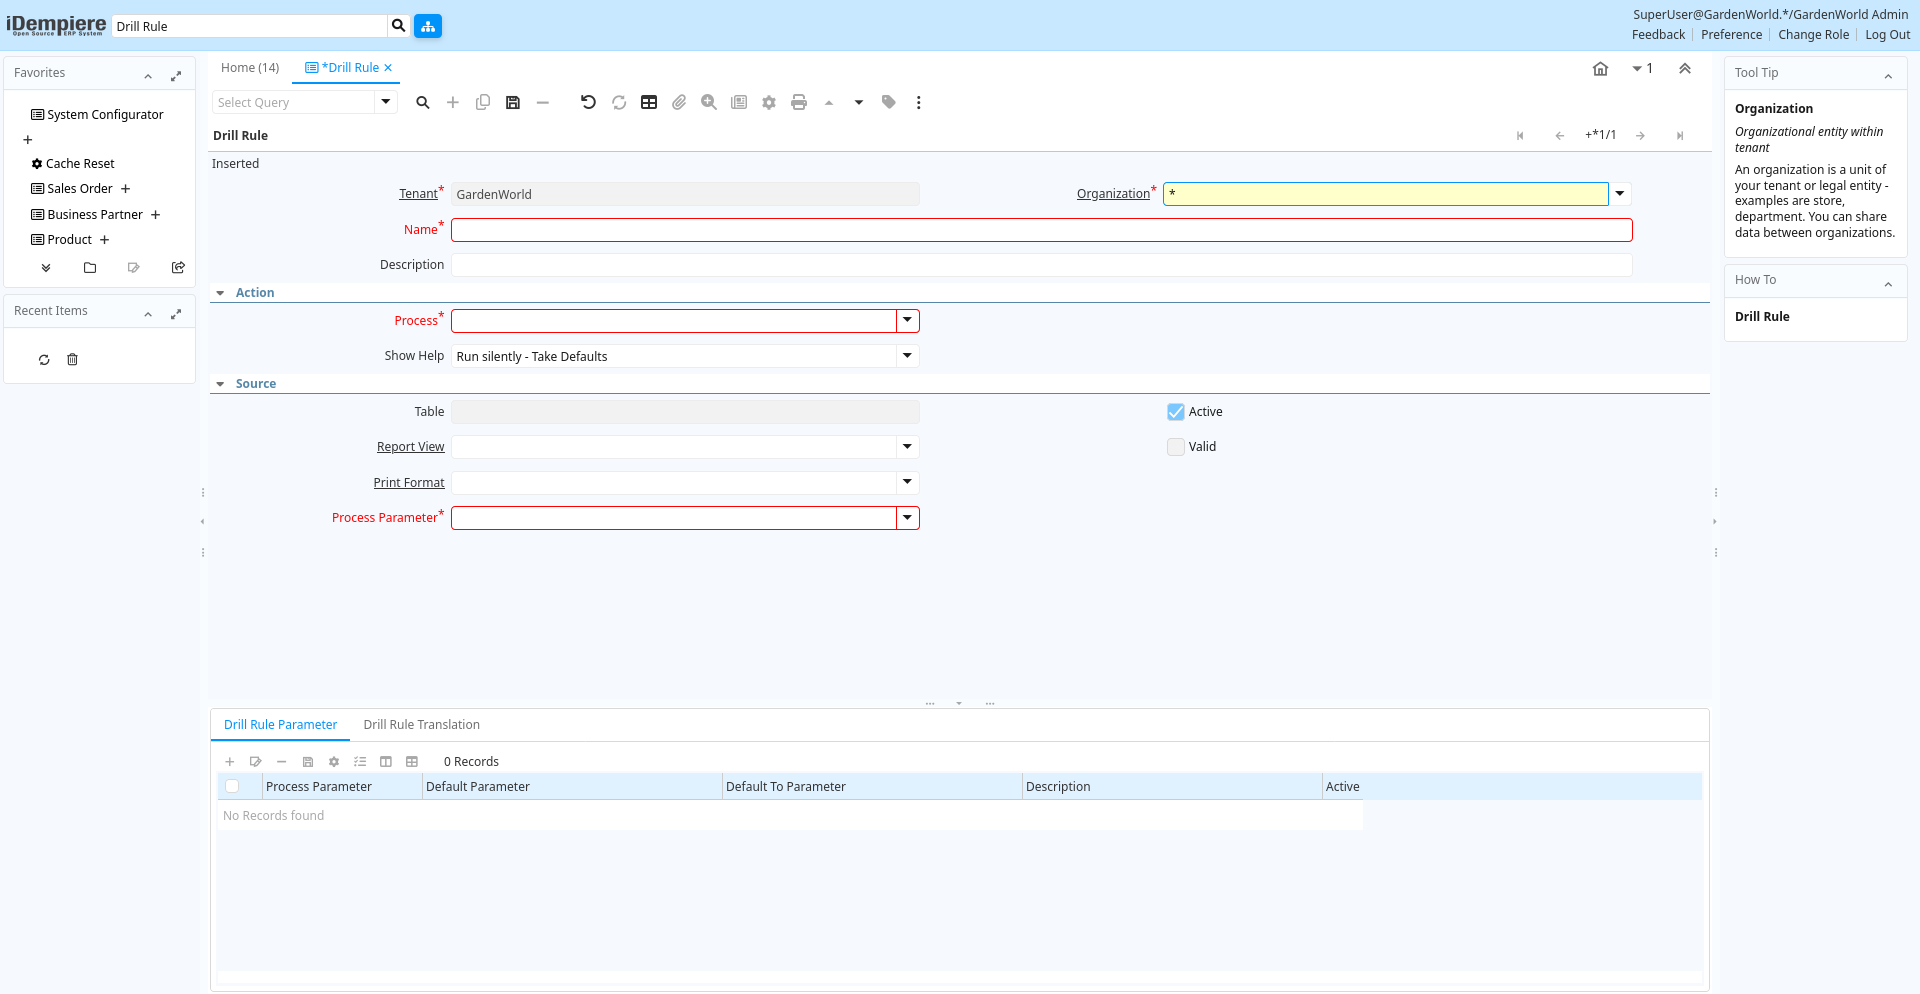 iDempiere
Open Source ERP System
Drill Rule
SuperUser@GardenWorld.*/GardenWorld Admin
Feedback
Preference
Change Role
Log Out
Favorites
System Configurator
Cache Reset
Sales Order
Business Partner
Product
Recent Items
Home (14)
*Drill Rule
1
Select Query
Drill Rule
+*1/1
Inserted
Tenant*
GardenWorld
Organization*
*
Name*
Description
Action
Process*
Show Help
Run silently - Take Defaults
Source
Table
Active
Report View
Valid
Print Format
Process Parameter*
Drill Rule Parameter
Drill Rule Translation
0 Records
Process Parameter
Default Parameter
Default To Parameter
Description
Active
No Records found
Tool Tip
Organization
Organizational entity within
tenant
An organization is a unit of
your tenant or legal entity -
examples are store,
department. You can share
data between organizations.
How To
Drill Rule